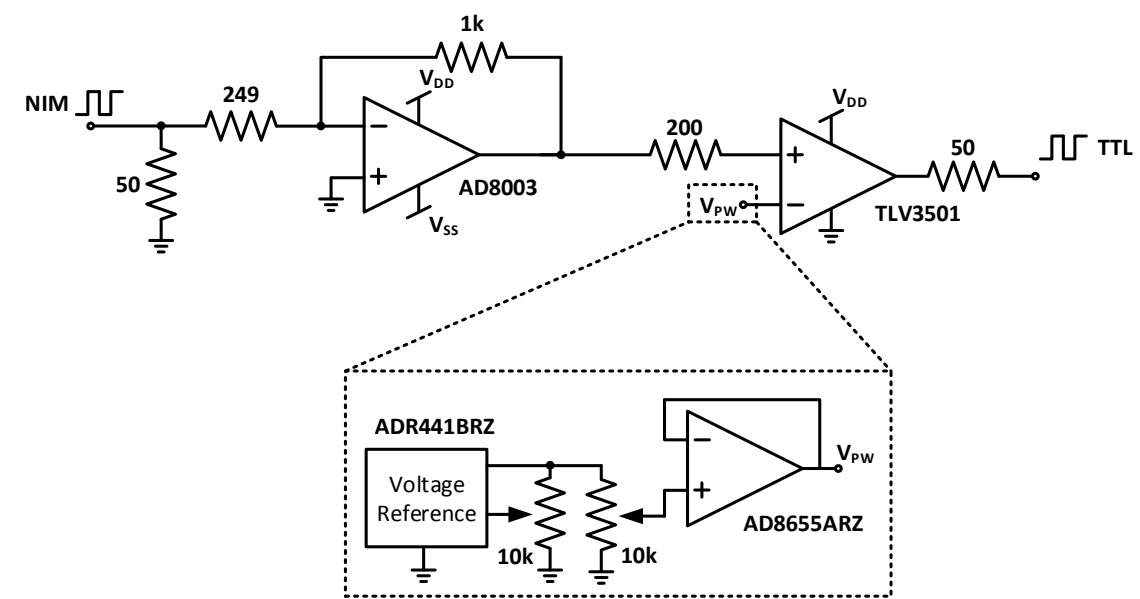 1k
NIM
249
V_DD
50
AD8003
V_SS
200
V_PW
V_DD
TLV3501
50
TTL
ADR441BRZ
Voltage
Reference
10k
10k
V_PW
AD8655ARZ